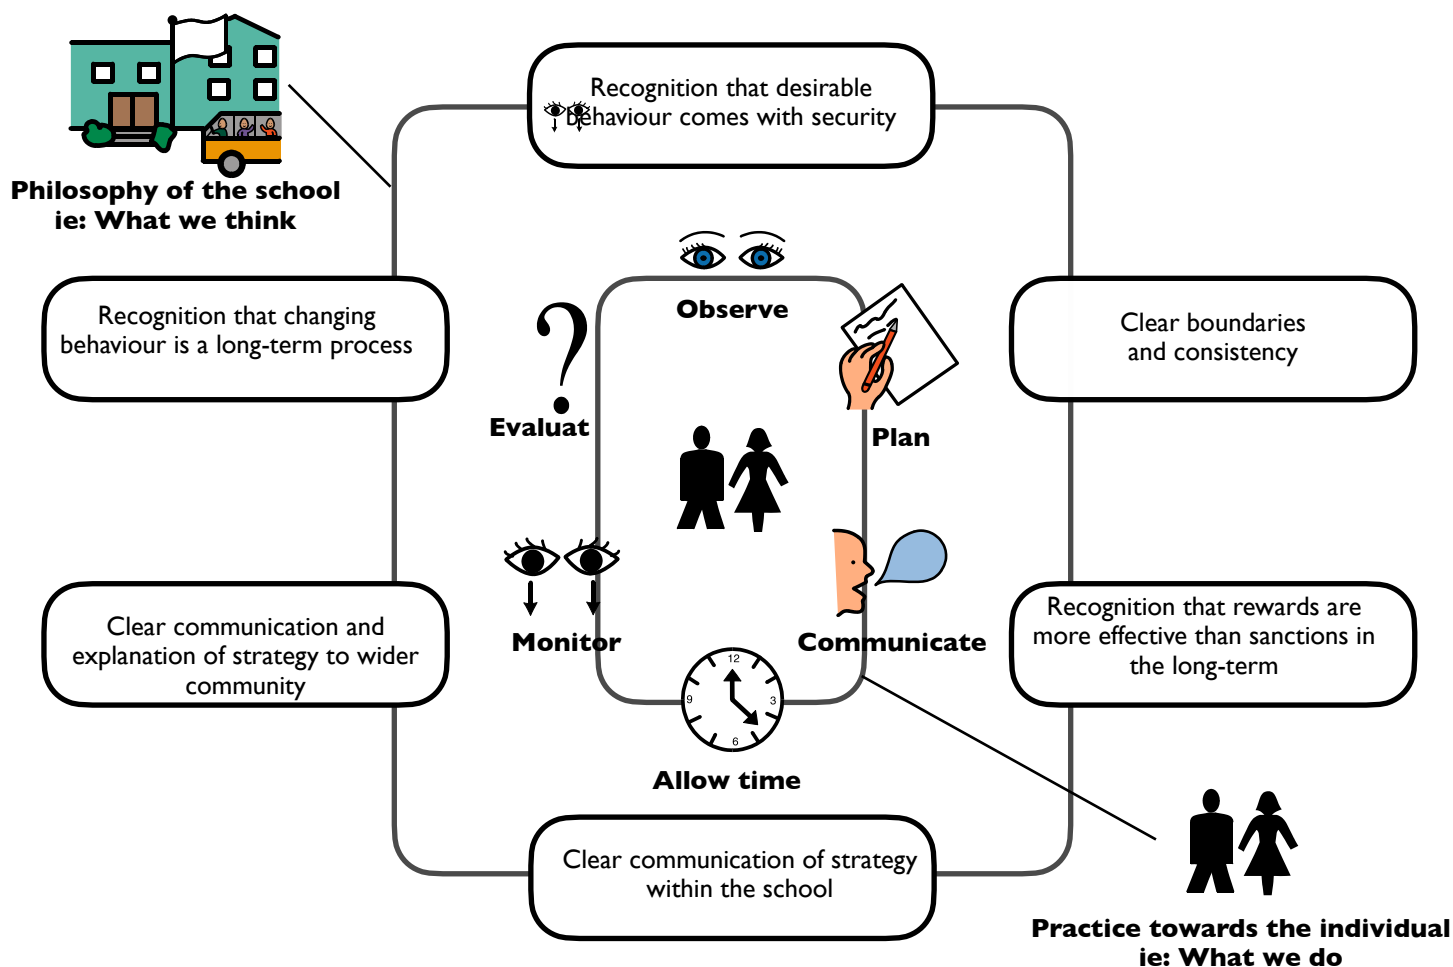 Recognition that desirable
behaviour comes with security
Philosophy of the school
ie: What we think
Recognition that changing
behaviour is a long-term process
Observe
Clear boundaries
and consistency
Evaluat
Plan
Clear communication and
explanation of strategy to wider
community
Monitor
Communicate
Recognition that rewards are
more effective than sanctions in
the long-term
12
9
3
6
Allow time
Clear communication of strategy
within the school
Practice towards the individual
ie: What we do